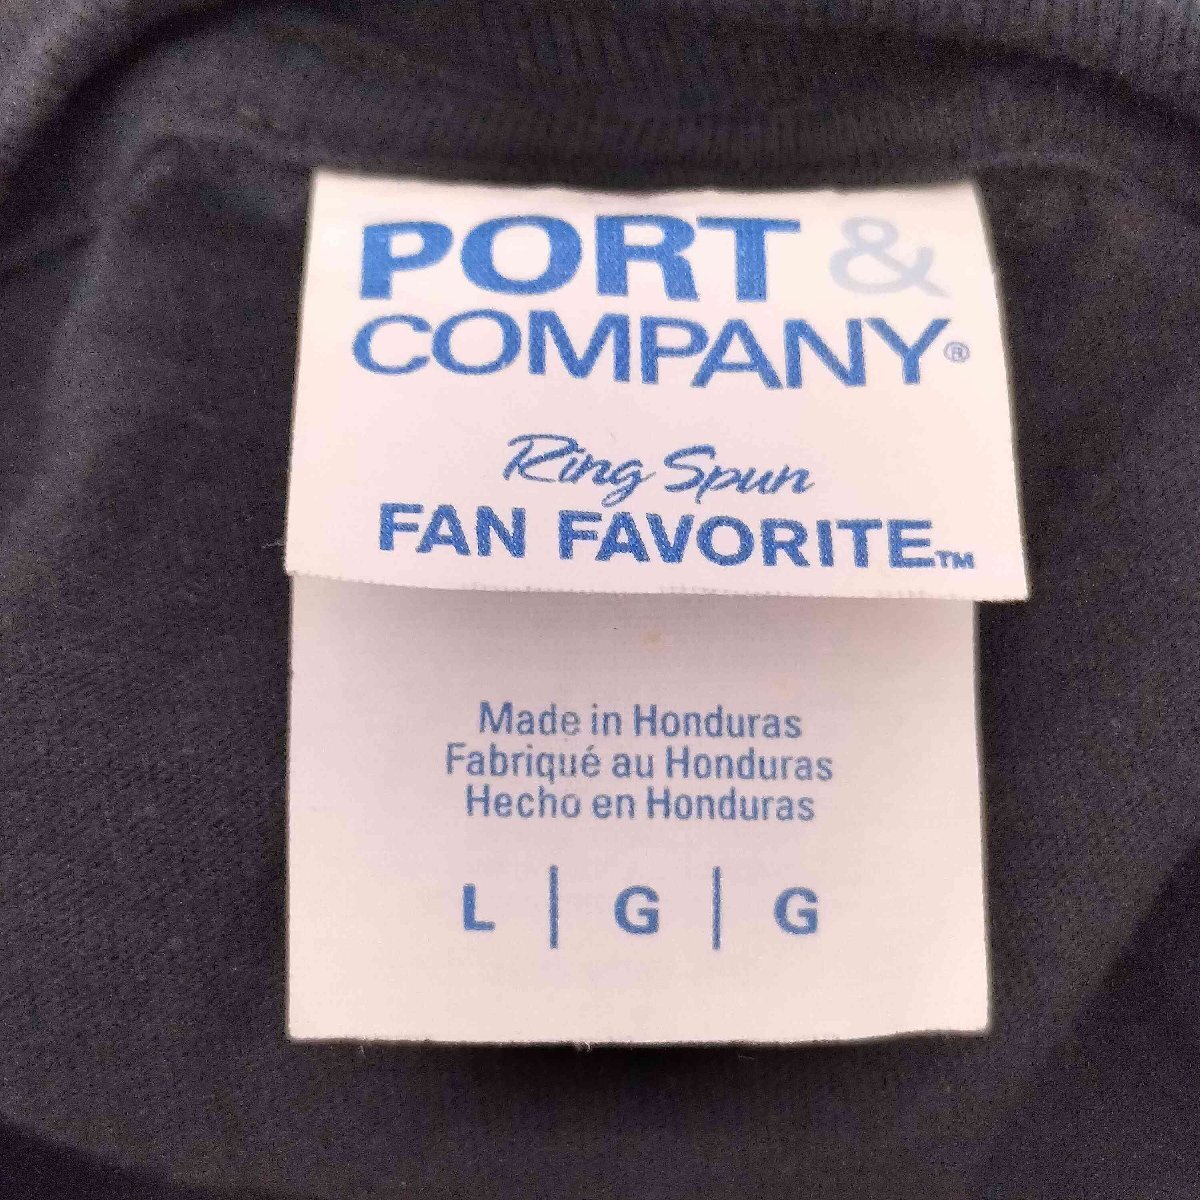 PORT &
COMPANY®
Ring Spun
FAN FAVORITE™
Made in Honduras
Fabriqué au Honduras
Hecho en Honduras
L | G | G